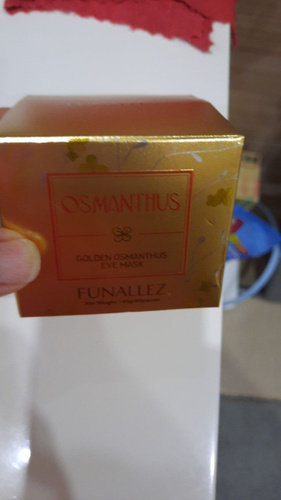 OSMANTHUS
GOLDEN OSMANTHUS
EYE MASK
FUNALLEZ